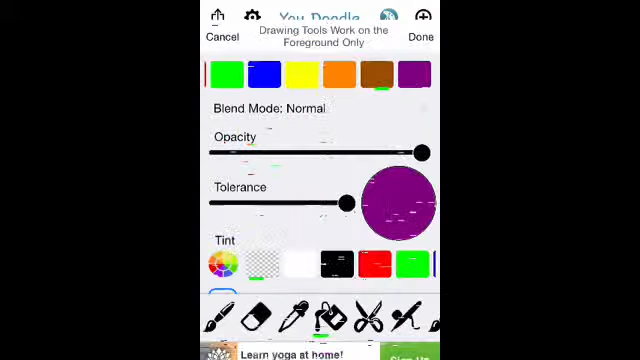 You Doodle
Cancel
Drawing Tools Work on the
Foreground Only
Done
Blend Mode: Normal
Opacity
Tolerance
Tint
Learn yoga at home!
Sign Up